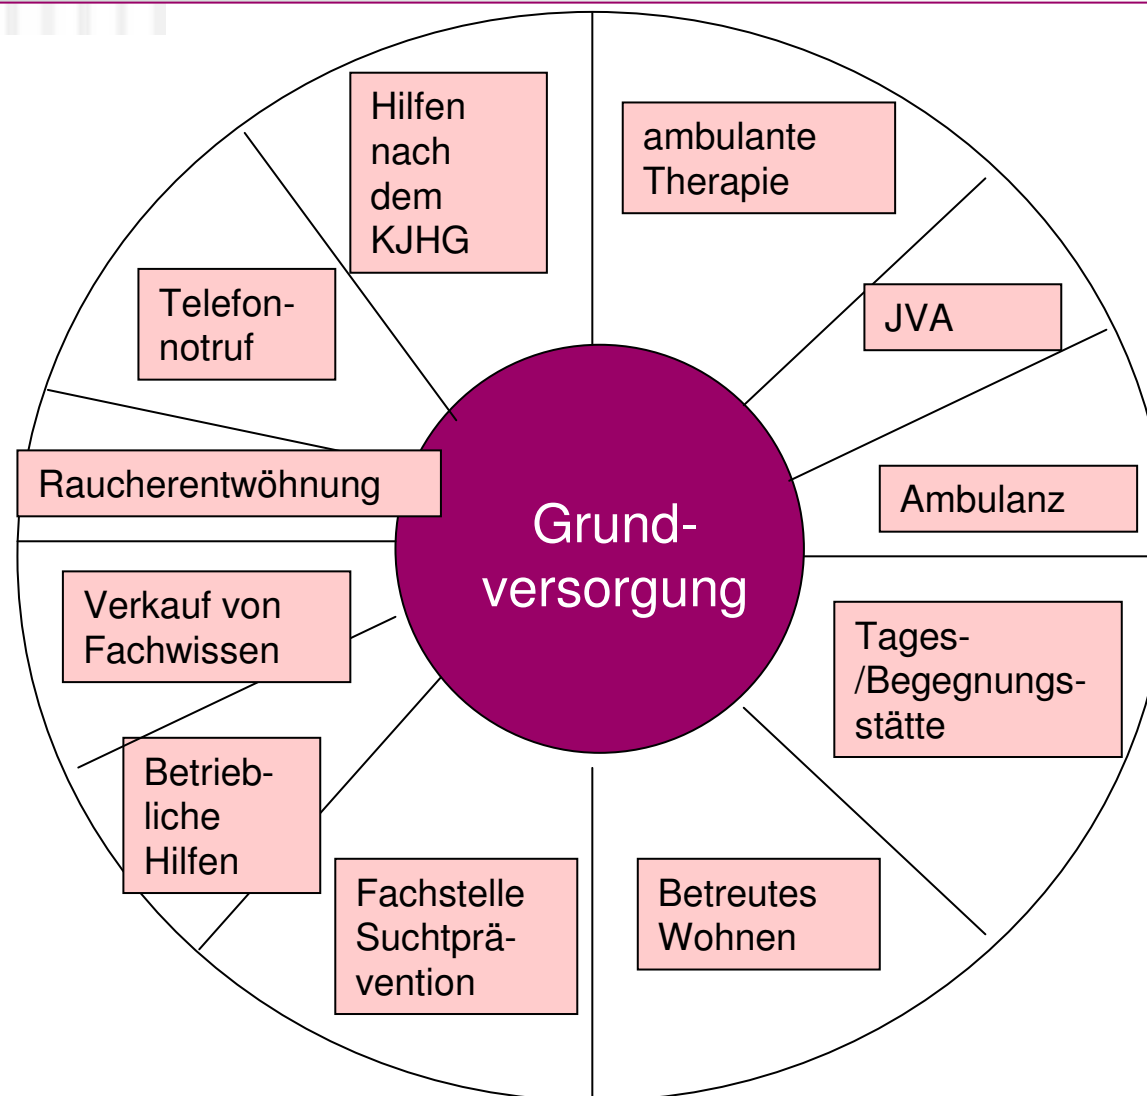 Hilfen
nach
dem
KJHG
ambulante
Therapie
Telefon-
notruf
JVA
Raucherentwöhnung
Ambulanz
Grund-
versorgung
Verkauf von
Fachwissen
Tages-
/Begegnungs-
stätte
Betrieb-
liche
Hilfen
Fachstelle
Suchtprä-
vention
Betreutes
Wohnen